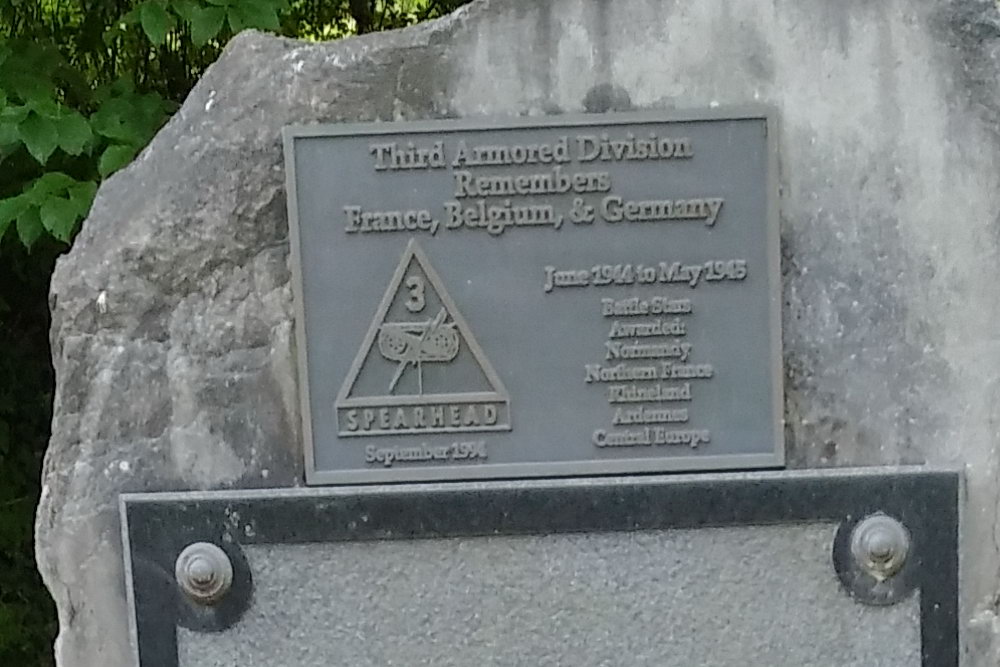 Third Armored Division
Remembers
France, Belgium, & Germany
3
SPEARHEAD
September 1994
June 1944 to May 1945
Battle Stars
Awarded:
Normandy
Northern France
Rhineland
Ardennes
Central Europe